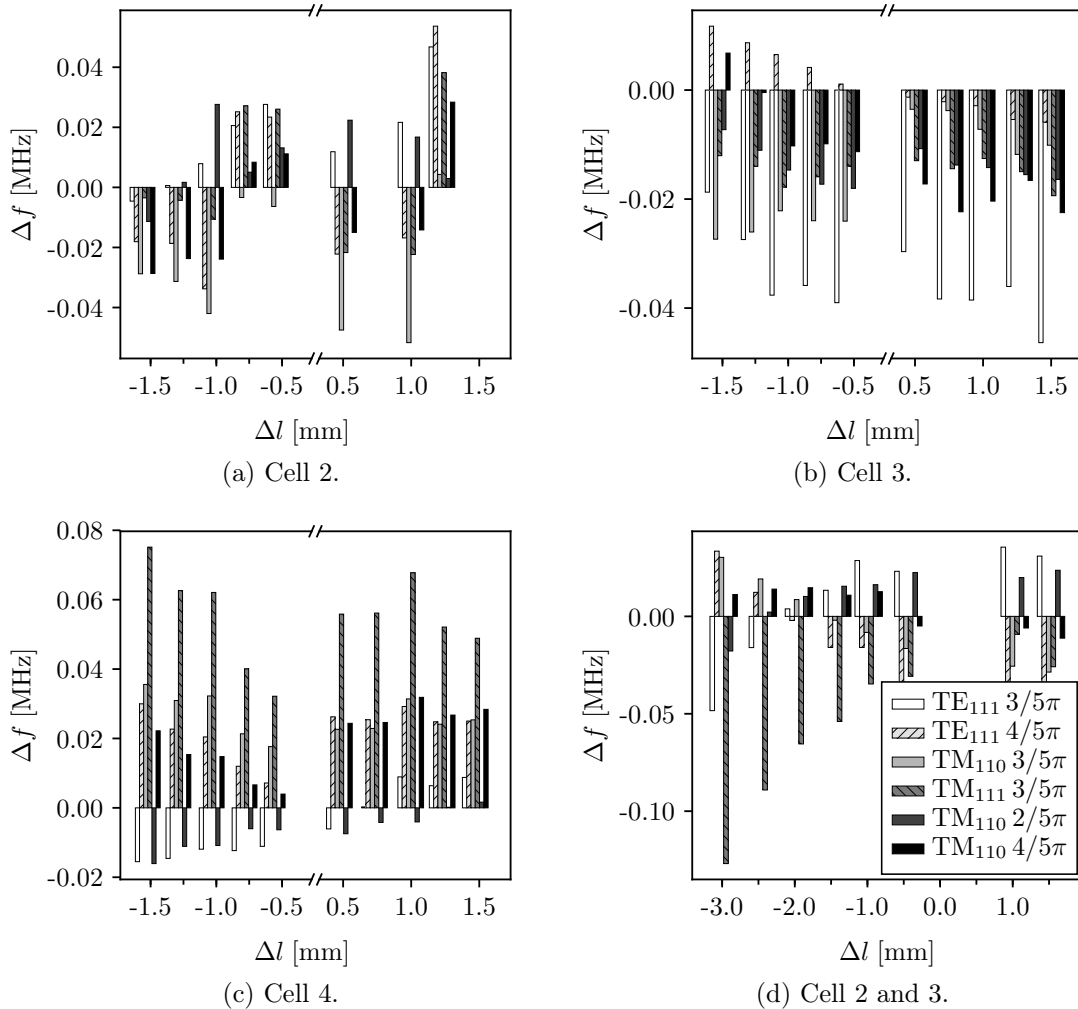 0.04
0.02
0.00
-0.02
-0.04
Δf [MHz]
-1.5 -1.0 -0.5 0.5 1.0 1.5
Δl [mm]
(a) Cell 2.
0.00
-0.02
-0.04
Δf [MHz]
-1.5 -1.0 -0.5 0.5 1.0 1.5
Δl [mm]
(b) Cell 3.
0.08
0.06
0.04
0.02
0.00
-0.02
Δf [MHz]
-1.5 -1.0 -0.5 0.5 1.0 1.5
Δl [mm]
(c) Cell 4.
0.00
-0.05
-0.10
Δf [MHz]
TE₁₁₁ 3/5π
TE₁₁₁ 4/5π
TM₁₁₀ 3/5π
TM₁₁₁ 3/5π
TM₁₁₀ 2/5π
TM₁₁₀ 4/5π
-3.0 -2.0 -1.0 0.0 1.0
Δl [mm]
(d) Cell 2 and 3.